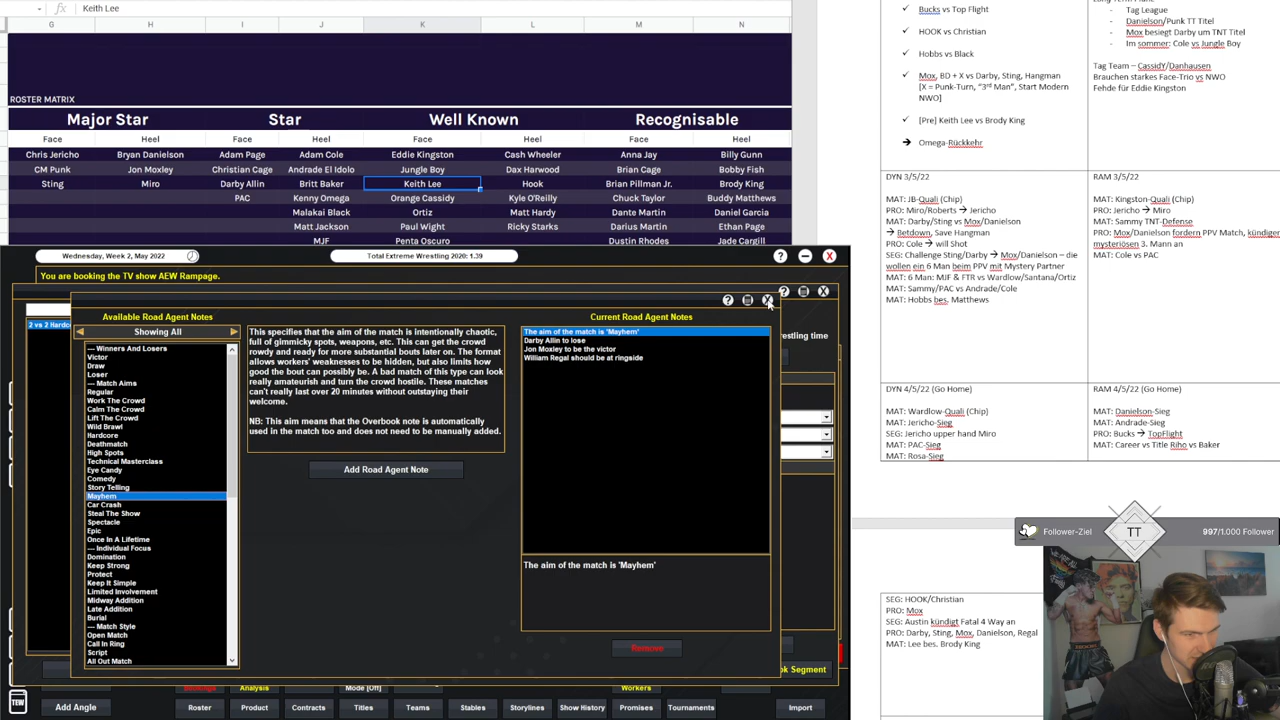 fx Keith Lee
G H I J K L M N
ROSTER MATRIX
Major Star Star Well Known Recognisable
Face Heel Face Heel Face Heel Face Heel
Chris Jericho Bryan Danielson Adam Page Adam Cole Eddie Kingston Cash Wheeler Anna Jay Billy Gunn
CM Punk Jon Moxley Christian Cage Andrade El Idolo Jungle Boy Dax Harwood Brian Cage Bobby Fish
Sting Miro Darby Allin Britt Baker Keith Lee Hook Brian Pillman Jr. Brody King
PAC Kenny Omega Orange Cassidy Kyle O'Reilly Chuck Taylor Buddy Matthews
Malakai Black Ortiz Matt Hardy Dante Martin Daniel Garcia
Matt Jackson Paul Wight Ricky Starks Darius Martin Ethan Page
MJF Penta Oscuro Dustin Rhodes Jade Cargill
Wednesday, Week 2, May 2022
Total Extreme Wrestling 2020: 1.39
? X
You are booking the TV show AEW Rampage.
? X
? X
2 vs 2 Hardc
Available Road Agent Notes
Showing All
--- Winners And Losers
Victor
Draw
Loser
--- Match Aims
Regular
Work The Crowd
Calm The Crowd
Lift The Crowd
Wild Brawl
Hardcore
Deathmatch
High Spots
Technical Masterclass
Eye Candy
Comedy
Story Telling
Mayhem
Car Crash
Steal The Show
Spectacle
Epic
Once In A Lifetime
--- Individual Focus
Domination
Keep Strong
Protect
Keep It Simple
Limited Involvement
Midway Addition
Late Addition
Burial
--- Match Style
Open Match
Call In Ring
Script
All Out Match
This specifies that the aim of the match is intentionally chaotic,
full of gimmicky spots, weapons, etc. This can get the crowd
rowdy and ready for more substantial bouts later on. The format
allows workers' weaknesses to be hidden, but also limits how
good the bout can possibly be. A bad match of this type can look
really amateurish and turn the crowd hostile. These matches
can't really last over 20 minutes without outstaying their
welcome.
NB: This aim means that the Overbook note is automatically
used in the match too and does not need to be manually added.
Add Road Agent Note
Current Road Agent Notes
The aim of the match is 'Mayhem'
Darby Allin to lose
Jon Moxley to be the victor
William Regal should be at ringside
The aim of the match is 'Mayhem'
Remove
estling time
ok Segment
Analysis Mode [Off] Workers
TEW
Add Angle
Roster Product Contracts Titles Teams Stables Storylines Show History Promises Tournaments Import
✓ Bucks vs Top Flight
✓ HOOK vs Christian
✓ Hobbs vs Black
✓ Mox, BD + X vs Darby, Sting, Hangman
[X = Punk-Turn, "3rd Man", Start Modern
NWO]
✓ [Pre] Keith Lee vs Brody King
➔ Omega-Rückkehr
- Tag League
- Danielson/Punk TT Titel
- Mox besiegt Darby um TNT Titel
- Im sommer: Cole vs Jungle Boy
Tag Team – CassidY/Danhausen
Brauchen starkes Face-Trio vs NWO
Fehde für Eddie Kingston
DYN 3/5/22
MAT: JB-Quali (Chip)
PRO: Miro/Roberts → Jericho
MAT: Darby/Sting vs Mox/Danielson
→ Betdown, Save Hangman
PRO: Cole → will Shot
SEG: Challenge Sting/Darby → Mox/Danielson – die
wollen ein 6 Man beim PPV mit Mystery Partner
MAT: 6 Man: MJF & FTR vs Wardlow/Santana/Ortiz
MAT: Sammy/PAC vs Andrade/Cole
MAT: Hobbs bes. Matthews
RAM 3/5/22
MAT: Kingston-Quali (Chip)
PRO: Jericho → Miro
MAT: Sammy TNT-Defense
PRO: Mox/Danielson fordern PPV Match, kündiger
mysteriösen 3. Mann an
MAT: Cole vs PAC
DYN 4/5/22 (Go Home)
MAT: Wardlow-Quali (Chip)
MAT: Jericho-Sieg
SEG: Jericho upper hand Miro
MAT: PAC-Sieg
MAT: Rosa-Sieg
RAM 4/5/22 (Go Home)
MAT: Danielson-Sieg
MAT: Andrade-Sieg
PRO: Bucks → TopFlight
MAT: Career vs Title Riho vs Baker
Follower-Ziel TT 997/1.000 Follower
SEG: HOOK/Christian
PRO: Mox
SEG: Austin kündigt Fatal 4 Way an
PRO: Darby, Sting, Mox, Danielson, Regal
MAT: Lee bes. Brody King